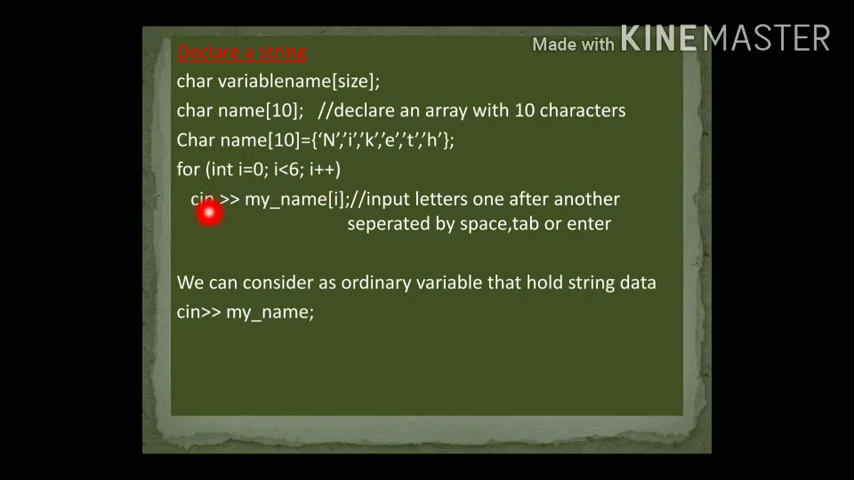 Made with KINEMASTER
Declare a string
char variablename[size];
char name[10]; //declare an array with 10 characters
Char name[10]={‘N’,’i’,’k’,’e’,’t’,’h’};
for (int i=0; i<6; i++)
cin >> my_name[i];//input letters one after another
seperated by space,tab or enter
We can consider as ordinary variable that hold string data
cin>> my_name;